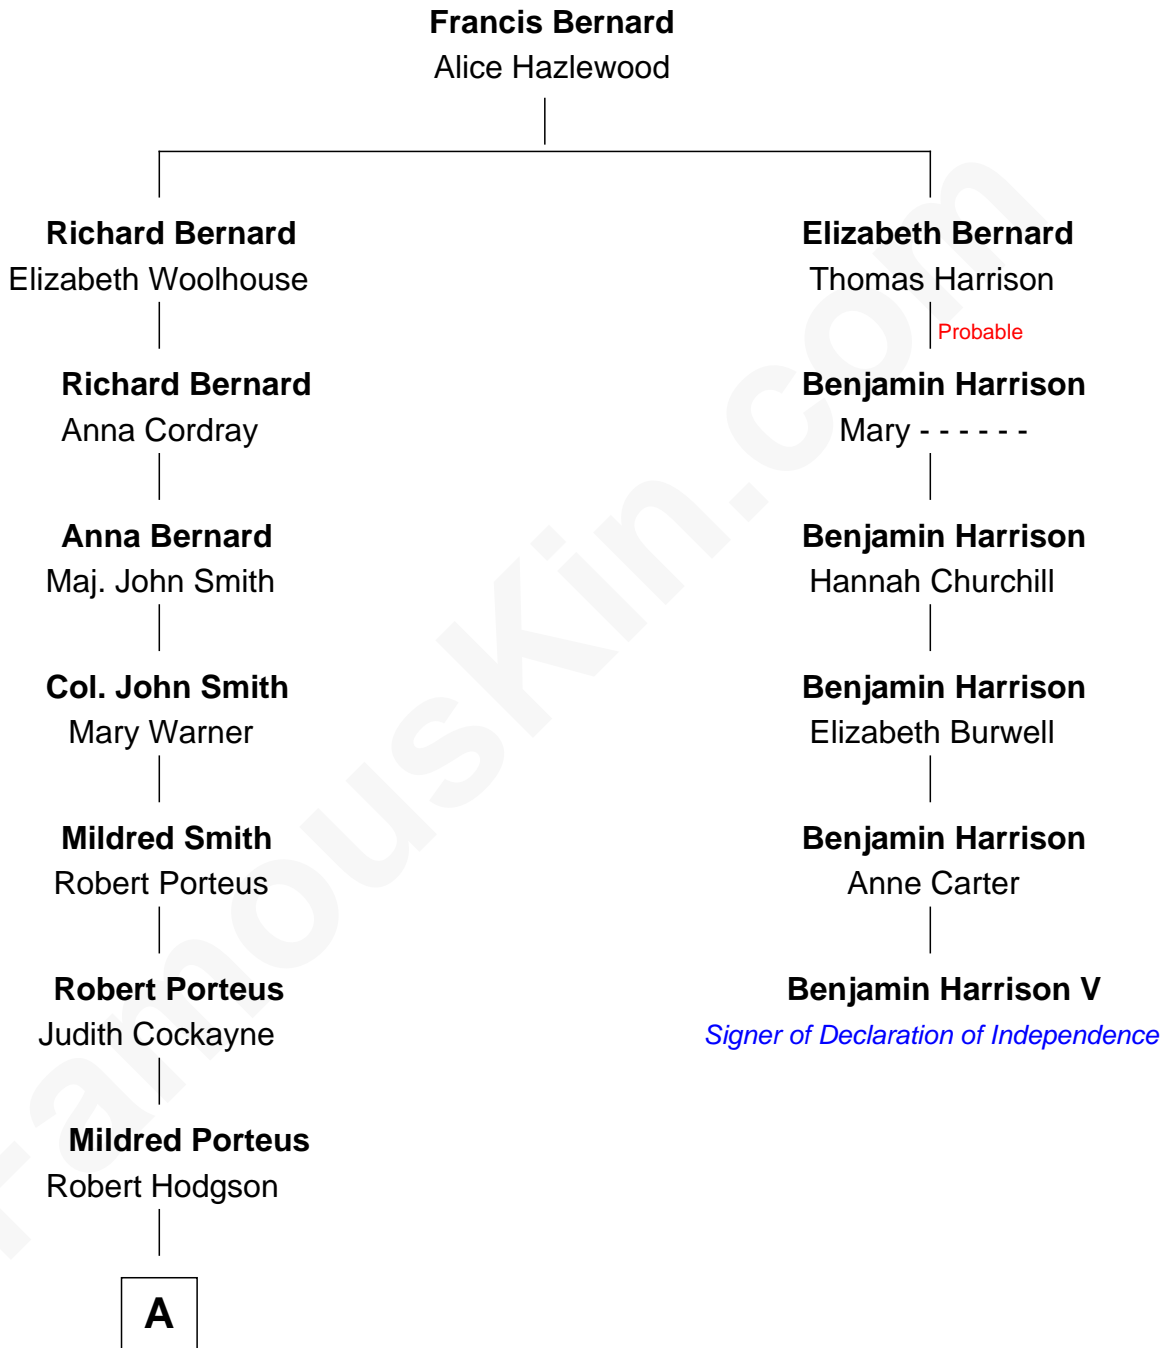 Francis Bernard
Alice Hazlewood
Richard Bernard
Elizabeth Woolhouse
Elizabeth Bernard
Thomas Harrison
Probable
Richard Bernard
Anna Cordray
Benjamin Harrison
Mary - - - - - -
Anna Bernard
Maj. John Smith
Benjamin Harrison
Hannah Churchill
Col. John Smith
Mary Warner
Benjamin Harrison
Elizabeth Burwell
Mildred Smith
Robert Porteus
Benjamin Harrison
Anne Carter
Robert Porteus
Judith Cockayne
Benjamin Harrison V
Signer of Declaration of Independence
Mildred Porteus
Robert Hodgson
A
FamousKin.com